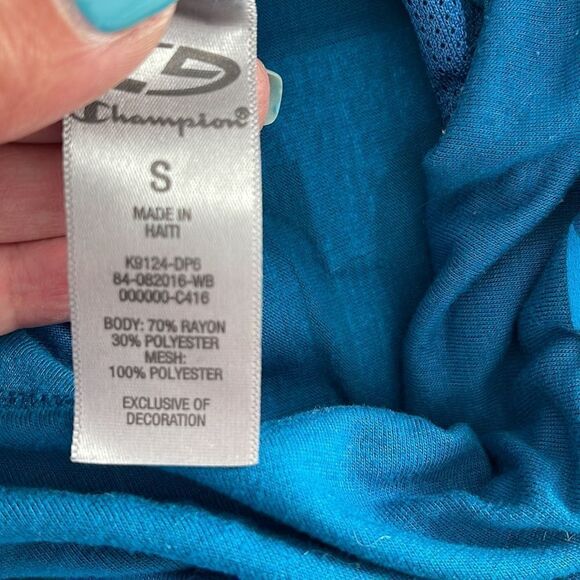 Champion®
S
MADE IN
HAITI
K9124-DP6
84-082016-WB
000000-C416
BODY: 70% RAYON
30% POLYESTER
MESH:
100% POLYESTER
EXCLUSIVE OF
DECORATION